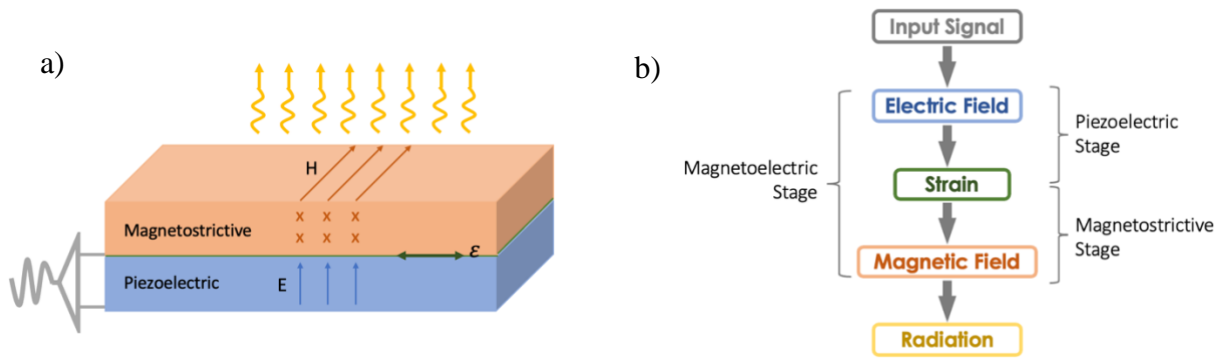 a)
H
x x x
x x x
Magnetostrictive
ε
Piezoelectric
E
b)
Input Signal
Electric Field
Piezoelectric
Stage
Magnetoelectric
Stage
Strain
Magnetostrictive
Stage
Magnetic Field
Radiation